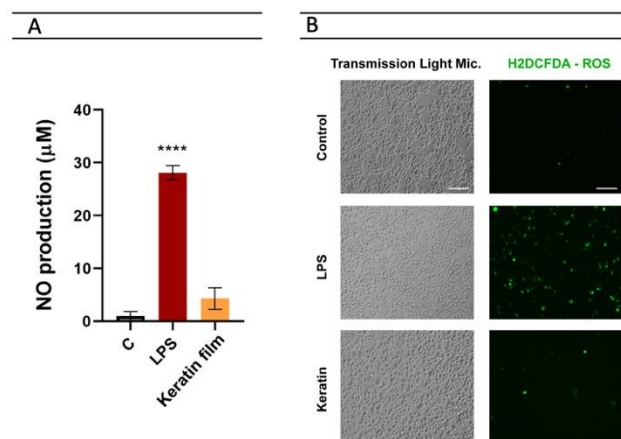 A
B
Transmission Light Mic.
H2DCFDA - ROS
NO production (μM)
40
30
20
10
0
****
C
LPS
Keratin film
Control
LPS
Keratin